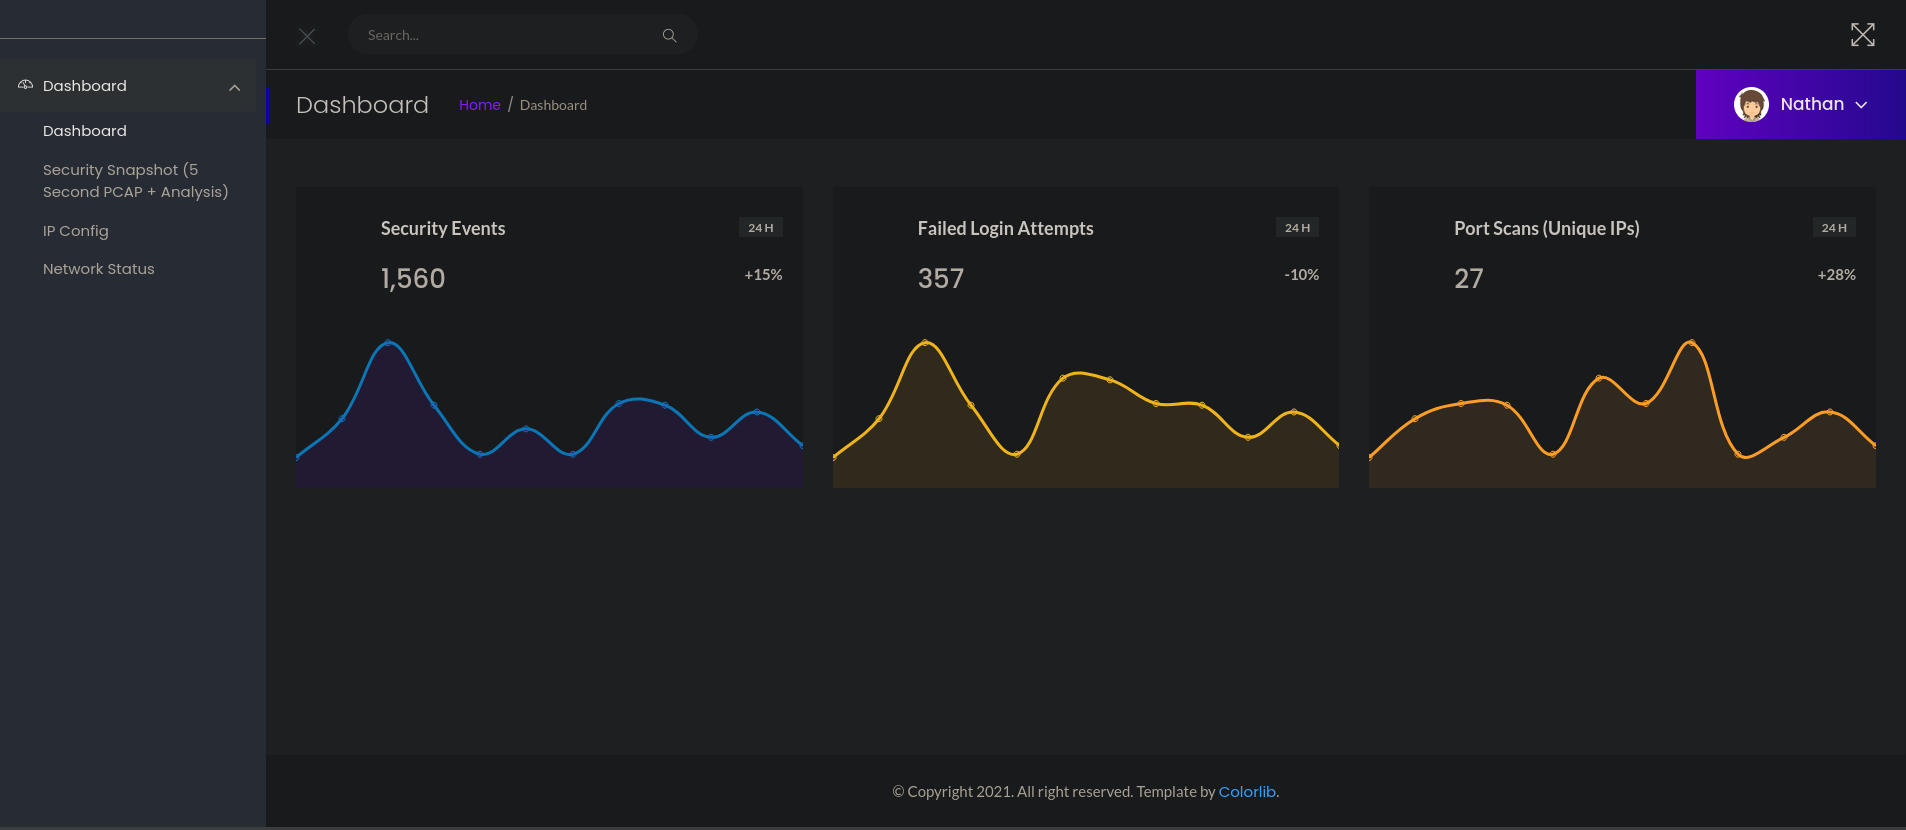 Search...
Dashboard
Dashboard
Security Snapshot (5
Second PCAP + Analysis)
IP Config
Network Status
Dashboard
Home / Dashboard
Nathan
Security Events
24 H
1,560
+15%
Failed Login Attempts
24 H
357
-10%
Port Scans (Unique IPs)
24 H
27
+28%
© Copyright 2021. All right reserved. Template by Colorlib.